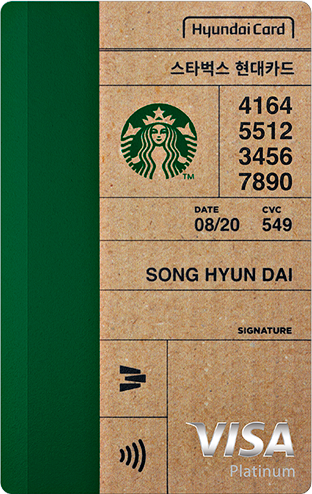 Hyundai Card
스타벅스 현대카드
4164
5512
3456
7890
TM
DATE CVC
08/20 549
SONG HYUN DAI
SIGNATURE
VISA
Platinum